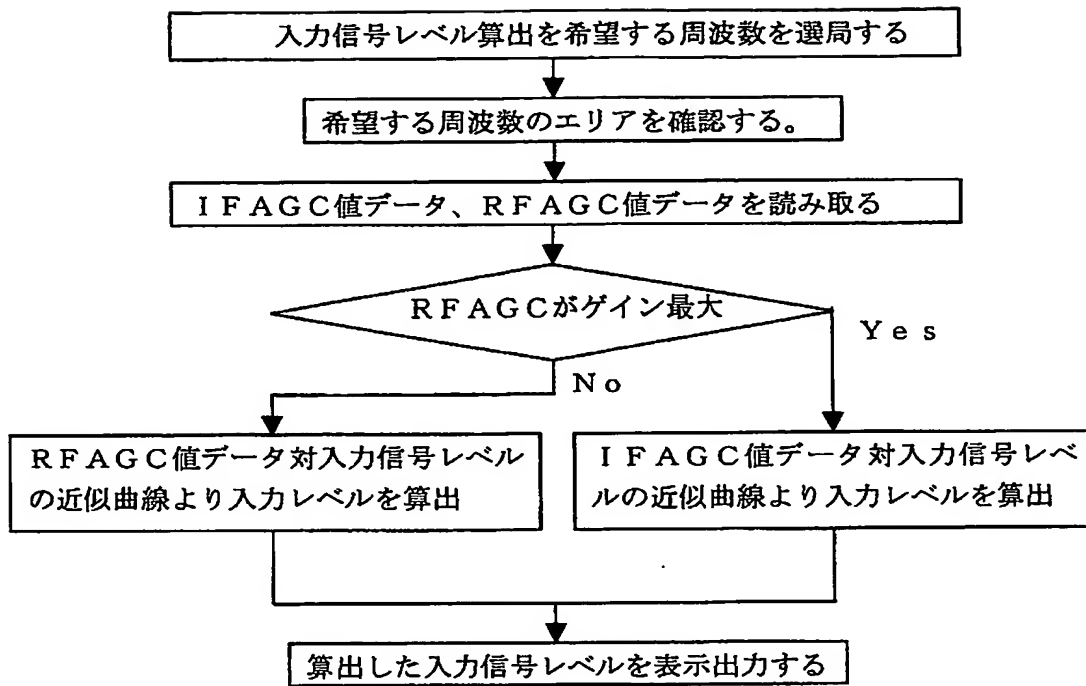 入力信号レベル算出を希望する周波数を選局する
希望する周波数のエリアを確認する。
ＩＦＡＧＣ値データ、ＲＦＡＧＣ値データを読み取る
ＲＦＡＧＣがゲイン最大
Ｙｅｓ
Ｎｏ
ＲＦＡＧＣ値データ対入力信号レベル
の近似曲線より入力レベルを算出
ＩＦＡＧＣ値データ対入力信号レベ
ルの近似曲線より入力レベルを算出
算出した入力信号レベルを表示出力する